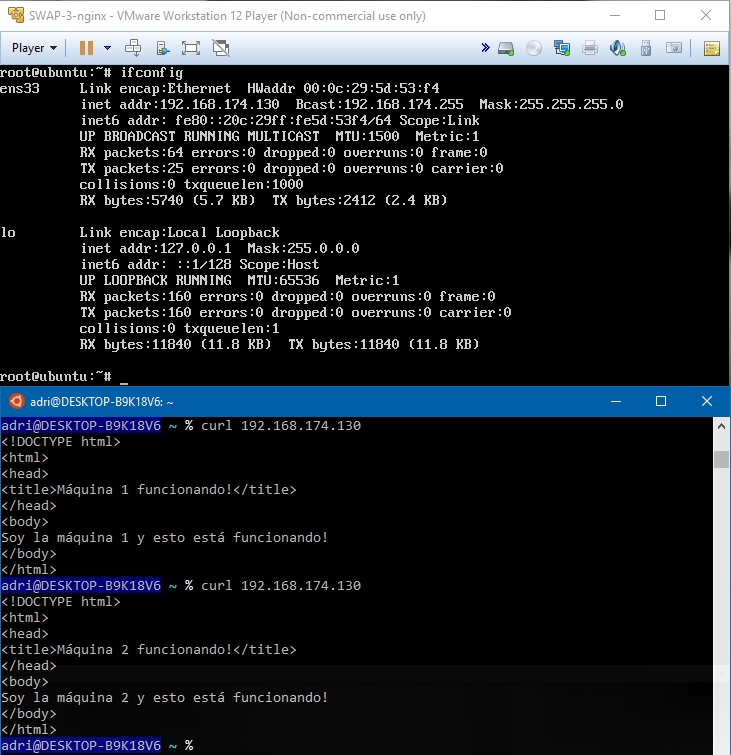 SWAP-3-nginx - VMware Workstation 12 Player (Non-commercial use only)
Player
root@ubuntu:~# ifconfig
ens33     Link encap:Ethernet  HWaddr 00:0c:29:5d:53:f4
          inet addr:192.168.174.130  Bcast:192.168.174.255  Mask:255.255.255.0
          inet6 addr: fe80::20c:29ff:fe5d:53f4/64 Scope:Link
          UP BROADCAST RUNNING MULTICAST  MTU:1500  Metric:1
          RX packets:64 errors:0 dropped:0 overruns:0 frame:0
          TX packets:25 errors:0 dropped:0 overruns:0 carrier:0
          collisions:0 txqueuelen:1000
          RX bytes:5740 (5.7 KB)  TX bytes:2412 (2.4 KB)
lo        Link encap:Local Loopback
          inet addr:127.0.0.1  Mask:255.0.0.0
          inet6 addr: ::1/128 Scope:Host
          UP LOOPBACK RUNNING  MTU:65536  Metric:1
          RX packets:160 errors:0 dropped:0 overruns:0 frame:0
          TX packets:160 errors:0 dropped:0 overruns:0 carrier:0
          collisions:0 txqueuelen:1
          RX bytes:11840 (11.8 KB)  TX bytes:11840 (11.8 KB)
root@ubuntu:~# _
adri@DESKTOP-B9K18V6: ~
adri@DESKTOP-B9K18V6 ~ % curl 192.168.174.130
<!DOCTYPE html>
<html>
<head>
<title>Máquina 1 funcionando!</title>
</head>
<body>
Soy la máquina 1 y esto está funcionando!
</body>
</html>
adri@DESKTOP-B9K18V6 ~ % curl 192.168.174.130
<!DOCTYPE html>
<html>
<head>
<title>Máquina 2 funcionando!</title>
</head>
<body>
Soy la máquina 2 y esto está funcionando!
</body>
</html>
adri@DESKTOP-B9K18V6 ~ %